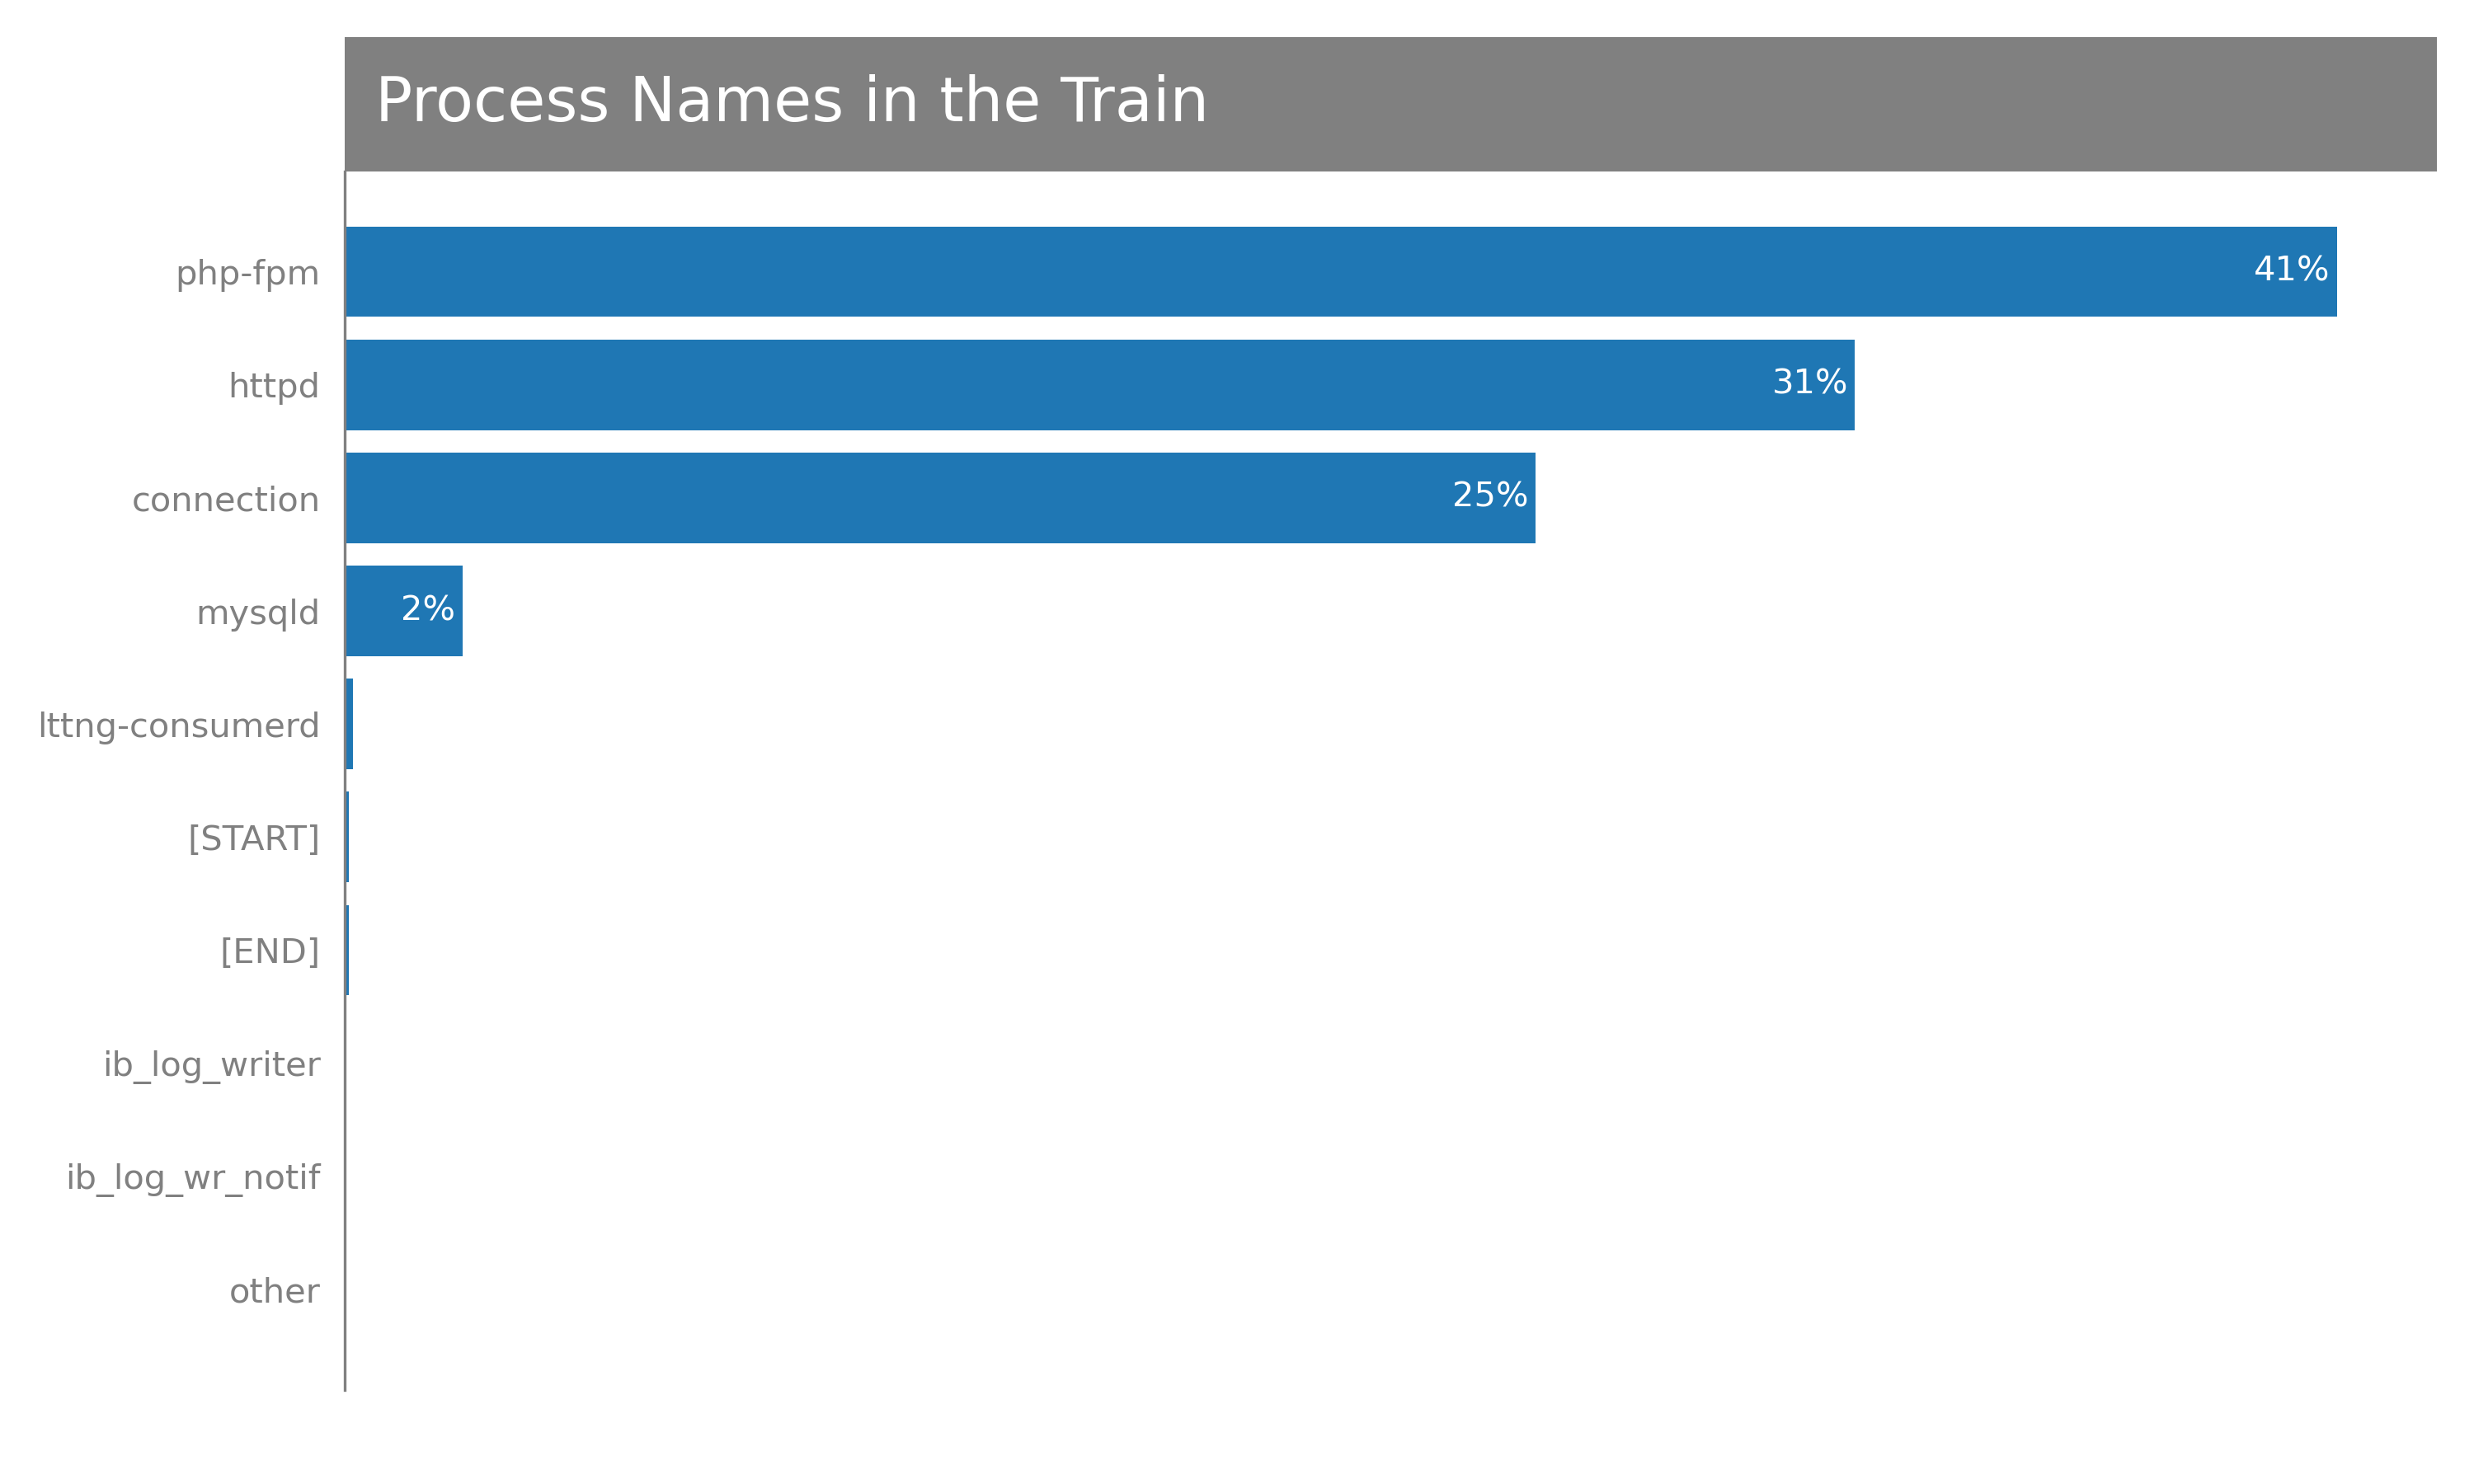 Process Names in the Train
php-fpm 41%
httpd 31%
connection 25%
mysqld 2%
lttng-consumerd
[START]
[END]
ib_log_writer
ib_log_wr_notif
other